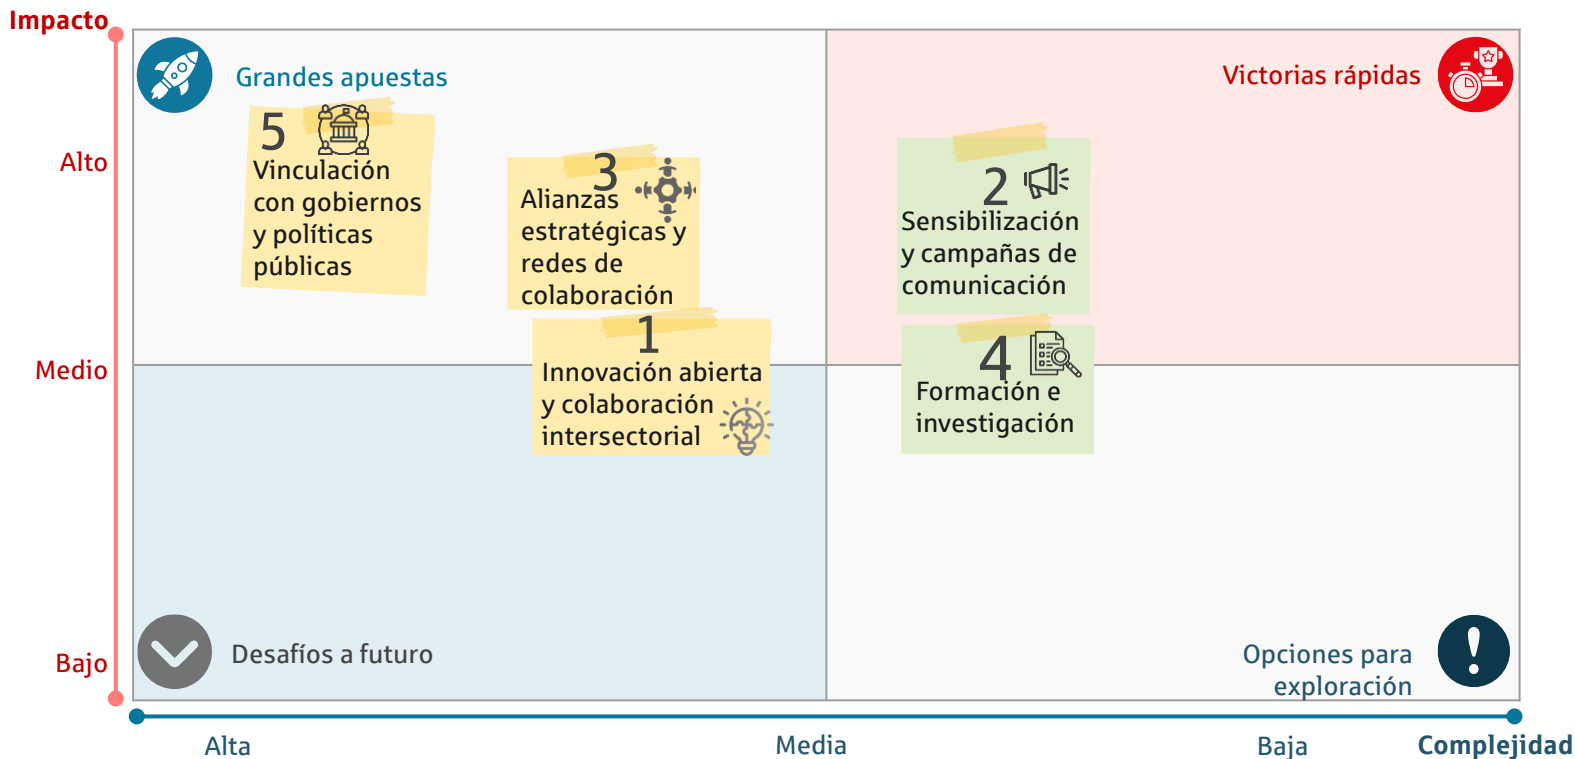 Impacto
Grandes apuestas
Victorias rápidas
Alto
5
Vinculación
con gobiernos
y políticas
públicas
3
Alianzas
estratégicas y
redes de
colaboración
2
Sensibilización
y campañas de
comunicación
Medio
1
Innovación abierta
y colaboración
intersectorial
4
Formación e
investigación
Bajo
Desafíos a futuro
Opciones para
exploración
Alta
Media
Baja
Complejidad